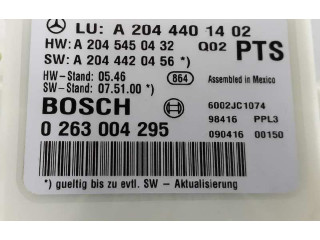 LU: A 204 440 14 02
HW: A 204 545 04 32 Q02 PTS
SW: A 204 442 04 56 *)
HW-Stand: 05.46 864 Assembled in Mexico
SW-Stand: 07.51.00 *)
BOSCH 6002JC1074
0 263 004 295 98416 PPL3
090416 00150
*) gueltig bis zu evtl. SW - Aktualisierung